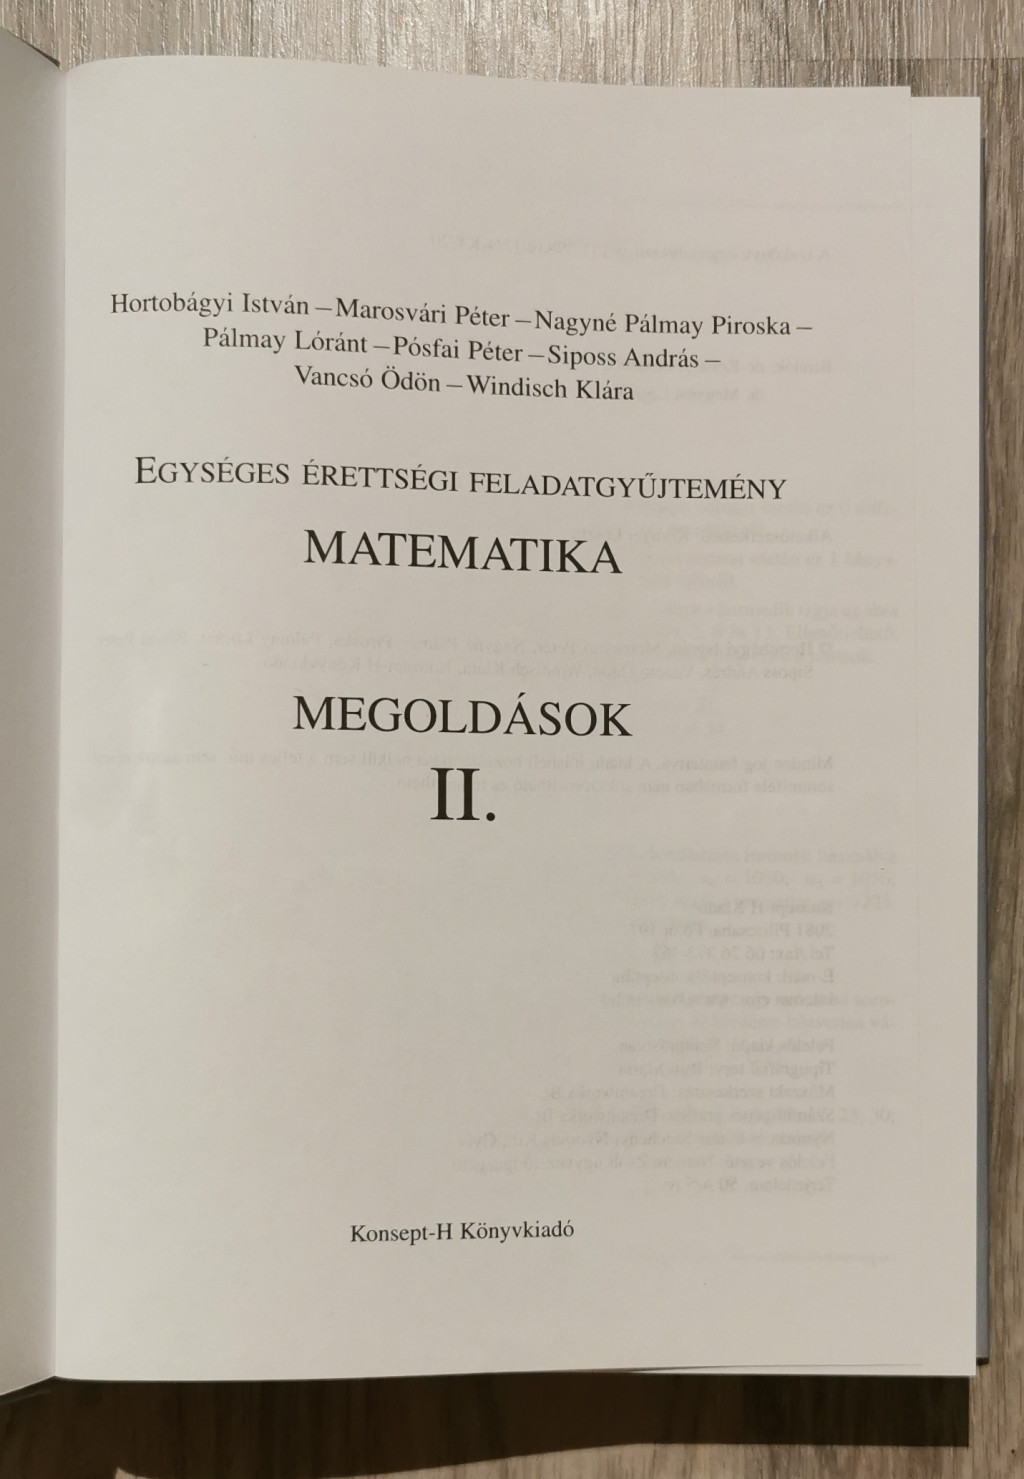 Hortobágyi István – Marosvári Péter – Nagyné Pálmay Piroska –
Pálmay Lóránt – Pósfai Péter – Siposs András –
Vancsó Ödön – Windisch Klára
EGYSÉGES ÉRETTSÉGI FELADATGYŰJTEMÉNY
MATEMATIKA
MEGOLDÁSOK
II.
Konsept-H Könyvkiadó